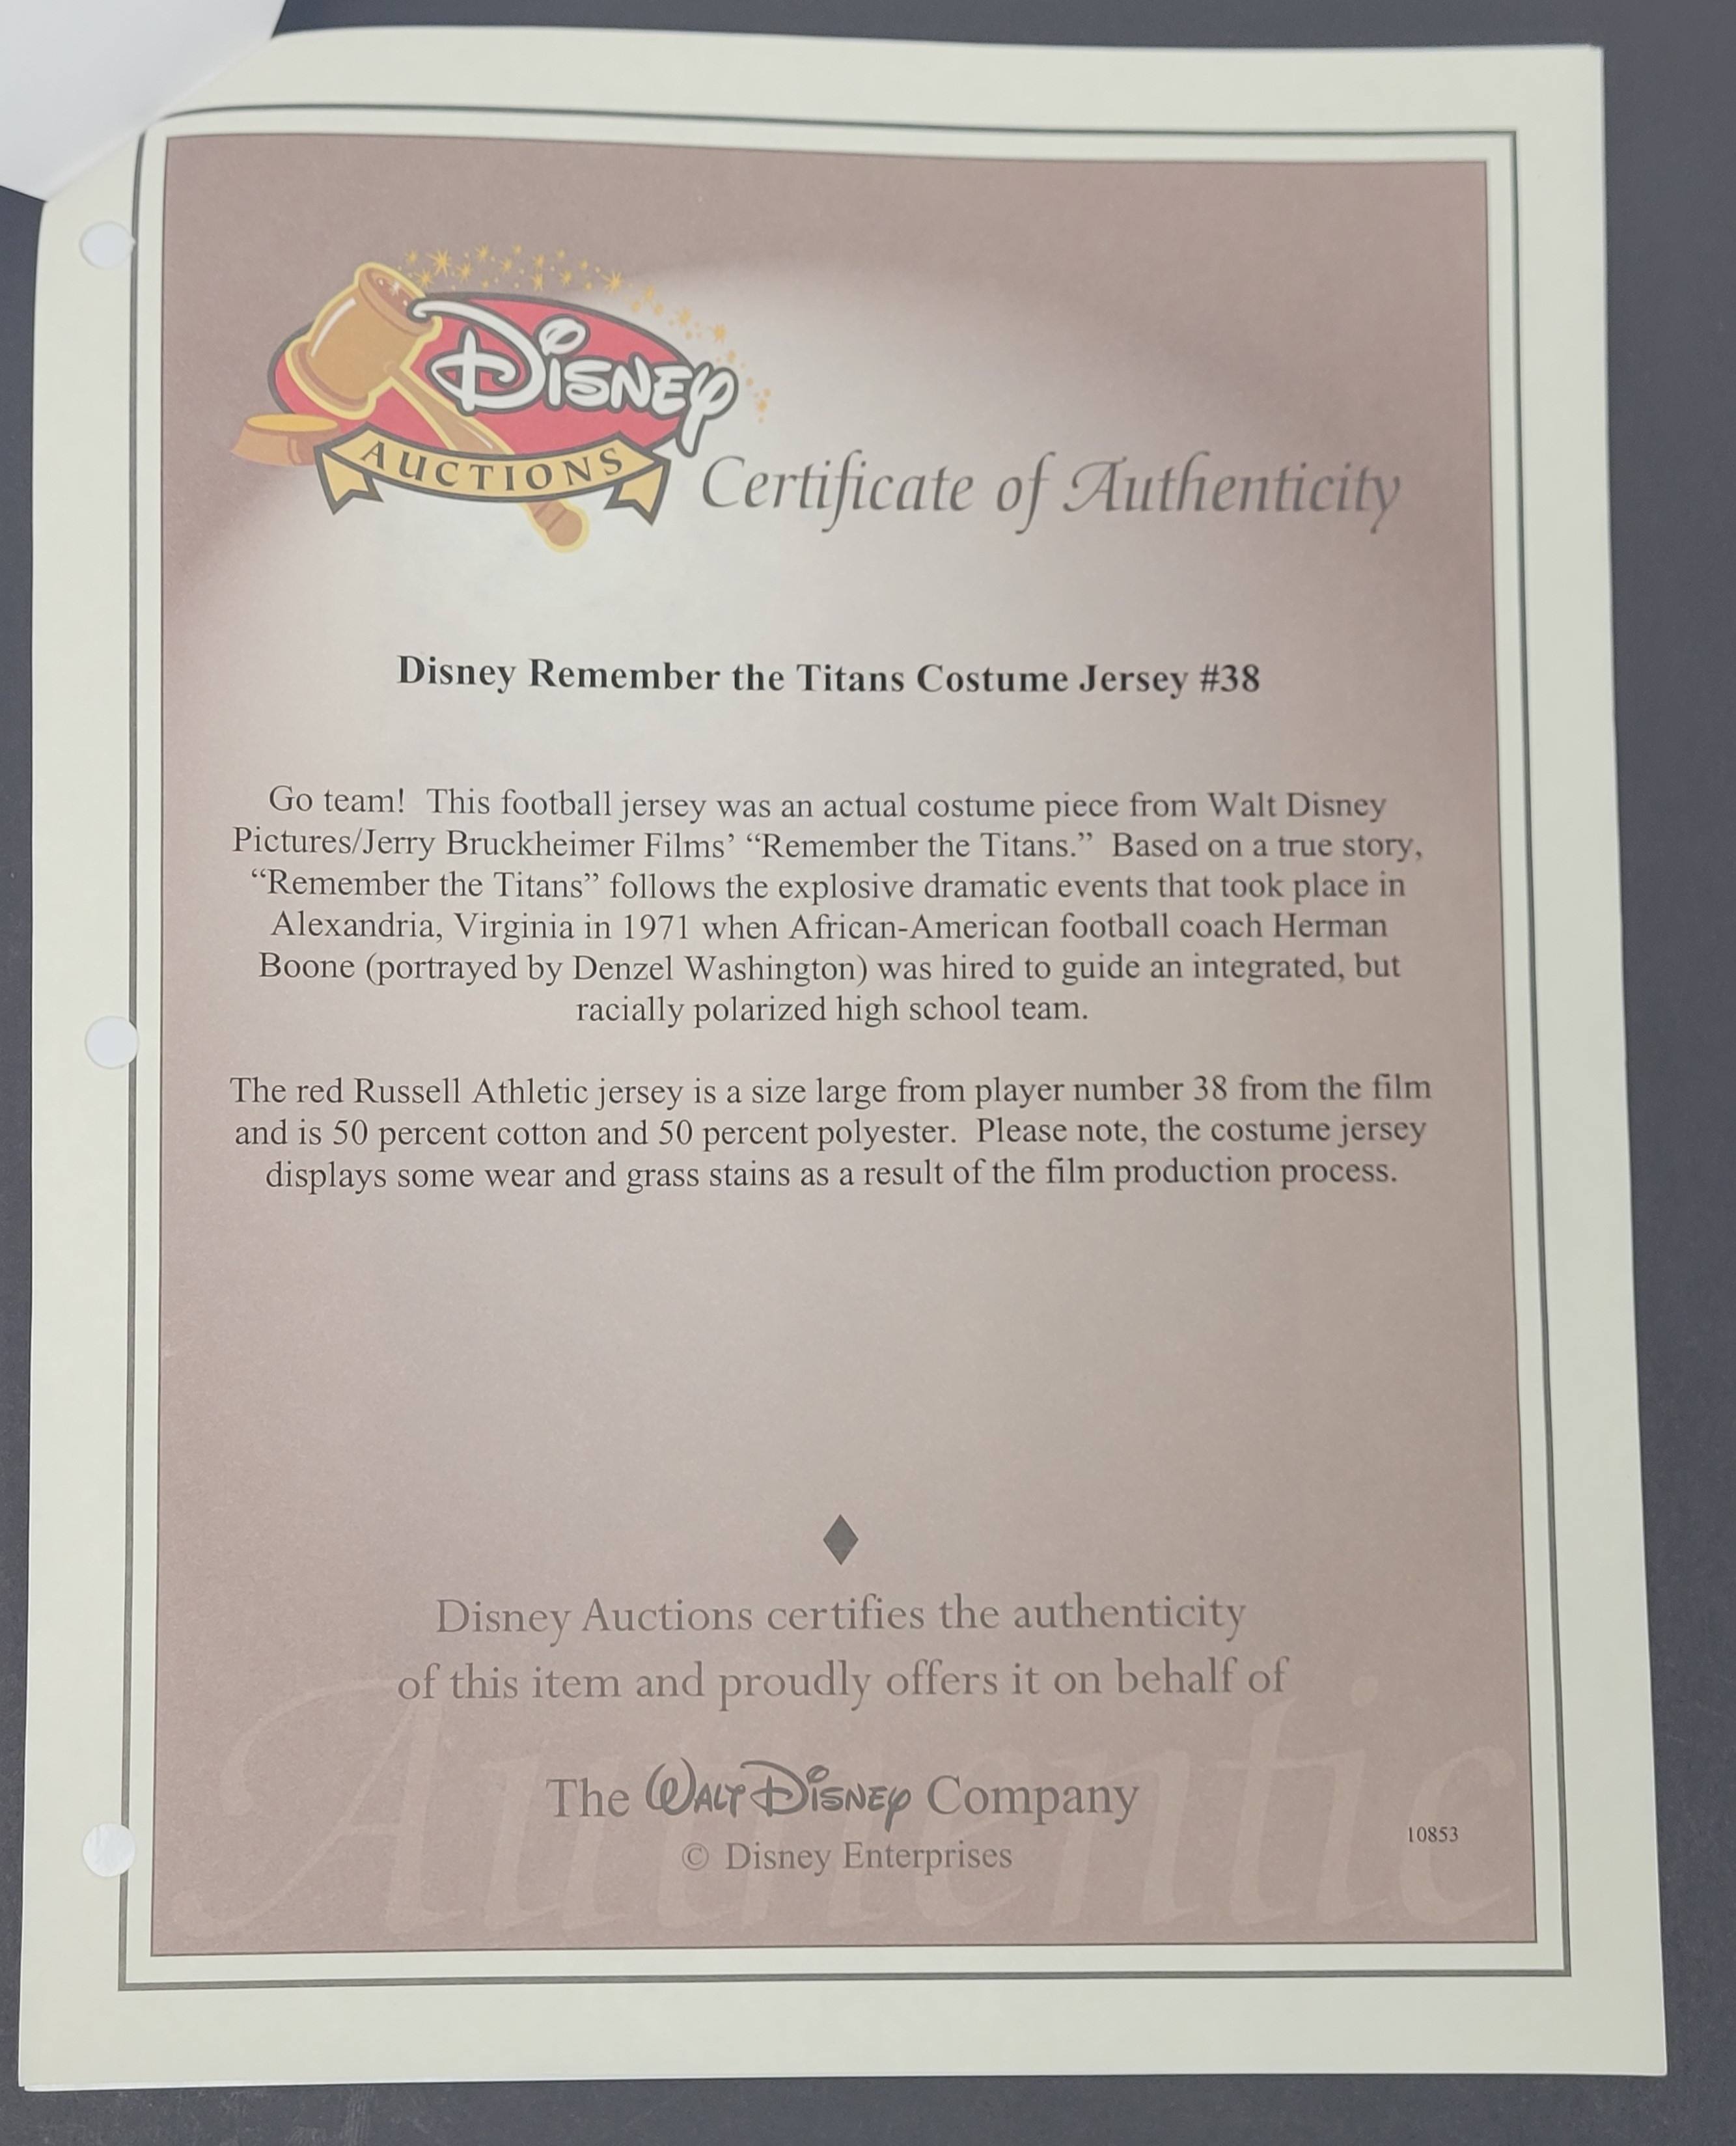 Disney
AUCTIONS
Certificate of Authenticity
Disney Remember the Titans Costume Jersey #38
Go team!  This football jersey was an actual costume piece from Walt Disney
Pictures/Jerry Bruckheimer Films’ “Remember the Titans.”  Based on a true story,
“Remember the Titans” follows the explosive dramatic events that took place in
Alexandria, Virginia in 1971 when African-American football coach Herman
Boone (portrayed by Denzel Washington) was hired to guide an integrated, but
racially polarized high school team.
The red Russell Athletic jersey is a size large from player number 38 from the film
and is 50 percent cotton and 50 percent polyester.  Please note, the costume jersey
displays some wear and grass stains as a result of the film production process.
Disney Auctions certifies the authenticity
of this item and proudly offers it on behalf of
The Walt Disney Company
© Disney Enterprises
10853
Authentic